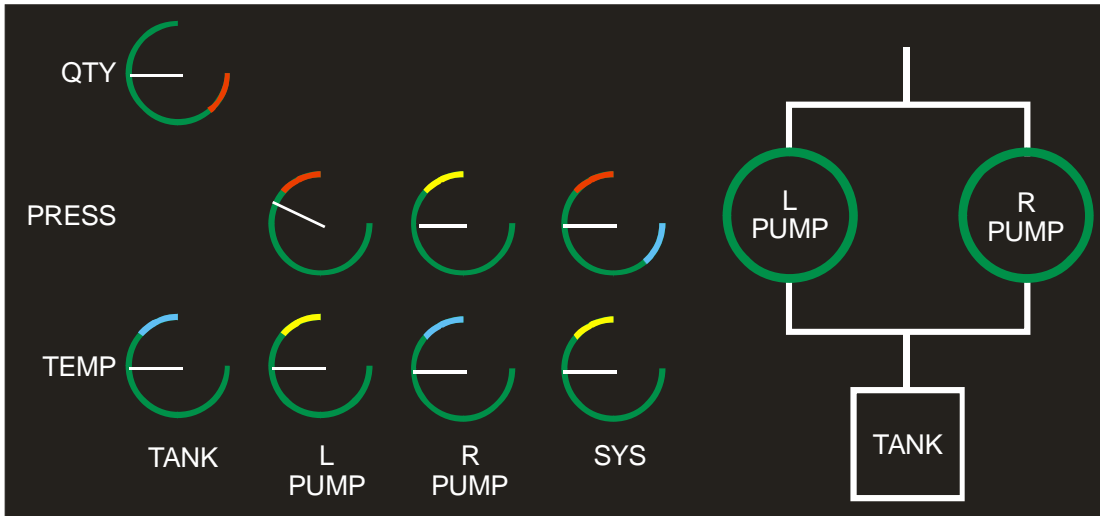 QTY
PRESS
TEMP
TANK
L
PUMP
R
PUMP
SYS
L
PUMP
R
PUMP
TANK